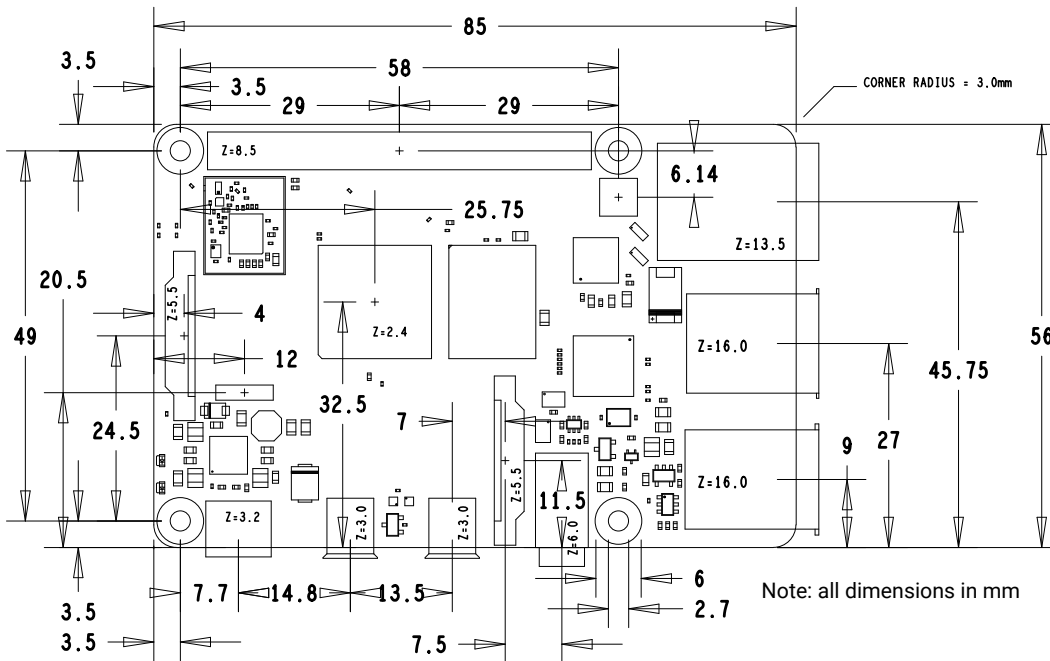 85
3.5
58
3.5
CORNER RADIUS = 3.0mm
29
29
Z=8.5
6.14
25.75
Z=13.5
20.5
Z=5.5
4
49
Z=2.4
56
Z=16.0
12
45.75
32.5
7
24.5
27
9
Z=5.5
11.5
Z=16.0
Z=3.2
Z=3.0
Z=3.0
Z=6.0
7.7
14.8
13.5
6
Note: all dimensions in mm
3.5
2.7
3.5
7.5